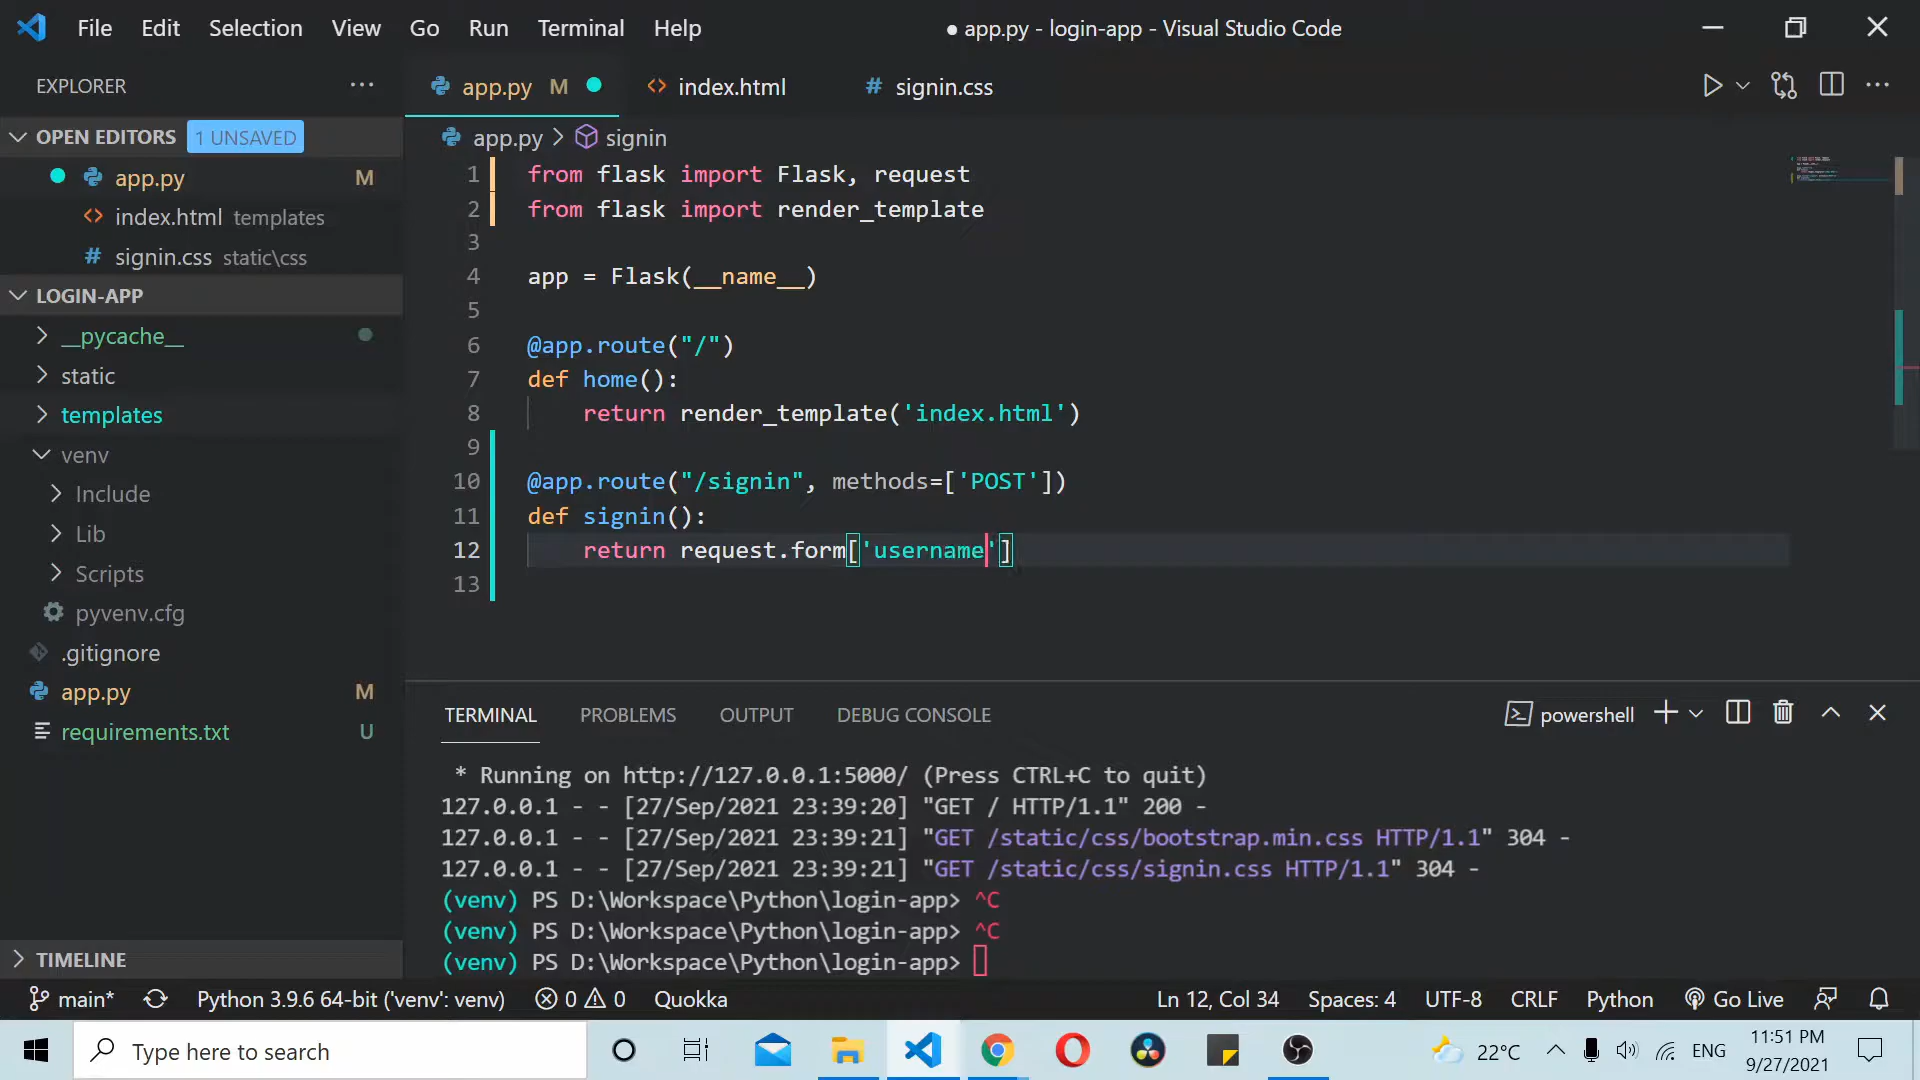 File Edit Selection View Go Run Terminal Help
● app.py - login-app - Visual Studio Code
EXPLORER
app.py M index.html signin.css
OPEN EDITORS 1 UNSAVED
app.py M
index.html templates
signin.css static\css
LOGIN-APP
__pycache__
static
templates
venv
Include
Lib
Scripts
pyvenv.cfg
.gitignore
app.py M
requirements.txt U
TIMELINE
app.py > signin
1 from flask import Flask, request
2 from flask import render_template
3
4 app = Flask(__name__)
5
6 @app.route("/")
7 def home():
8 return render_template('index.html')
9
10 @app.route("/signin", methods=['POST'])
11 def signin():
12 return request.form['username']
13
TERMINAL PROBLEMS OUTPUT DEBUG CONSOLE powershell
* Running on http://127.0.0.1:5000/ (Press CTRL+C to quit)
127.0.0.1 - - [27/Sep/2021 23:39:20] "GET / HTTP/1.1" 200 -
127.0.0.1 - - [27/Sep/2021 23:39:21] "GET /static/css/bootstrap.min.css HTTP/1.1" 304 -
127.0.0.1 - - [27/Sep/2021 23:39:21] "GET /static/css/signin.css HTTP/1.1" 304 -
(venv) PS D:\Workspace\Python\login-app> ^C
(venv) PS D:\Workspace\Python\login-app> ^C
(venv) PS D:\Workspace\Python\login-app>
main* Python 3.9.6 64-bit ('venv': venv) 0 0 Quokka Ln 12, Col 34 Spaces: 4 UTF-8 CRLF Python Go Live
Type here to search
22°C ENG
11:51 PM
9/27/2021